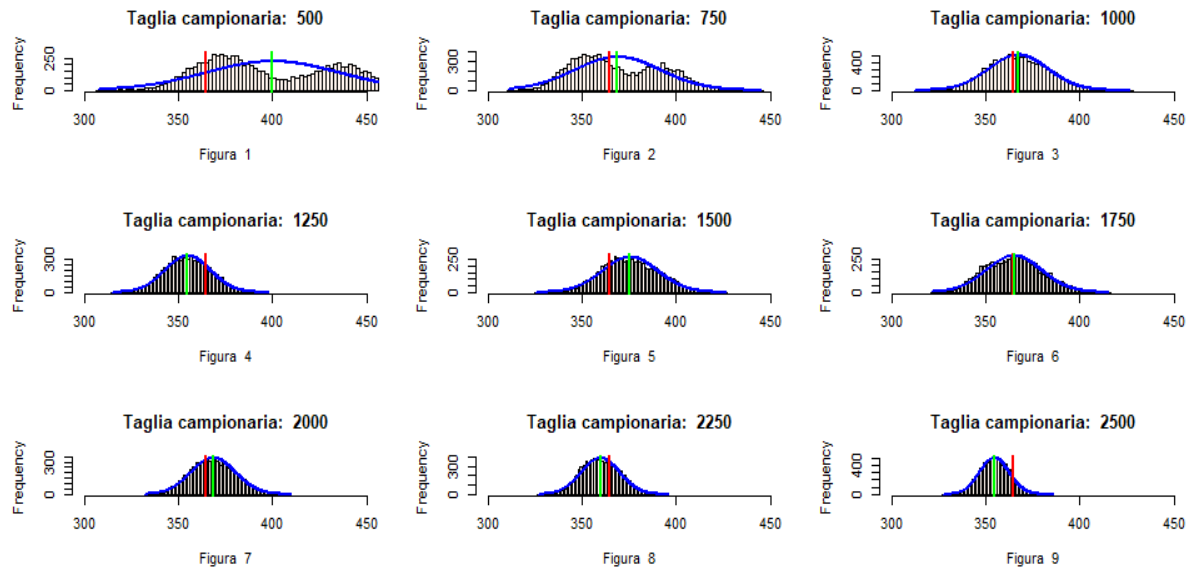 Taglia campionaria: 500
Frequency
0 250
300 350 400 450
Figura 1
Taglia campionaria: 750
Frequency
0 300
300 350 400 450
Figura 2
Taglia campionaria: 1000
Frequency
0 400
300 350 400 450
Figura 3
Taglia campionaria: 1250
Frequency
0 300
300 350 400 450
Figura 4
Taglia campionaria: 1500
Frequency
0 250
300 350 400 450
Figura 5
Taglia campionaria: 1750
Frequency
0 250
300 350 400 450
Figura 6
Taglia campionaria: 2000
Frequency
0 300
300 350 400 450
Figura 7
Taglia campionaria: 2250
Frequency
0 300
300 350 400 450
Figura 8
Taglia campionaria: 2500
Frequency
0 400
300 350 400 450
Figura 9